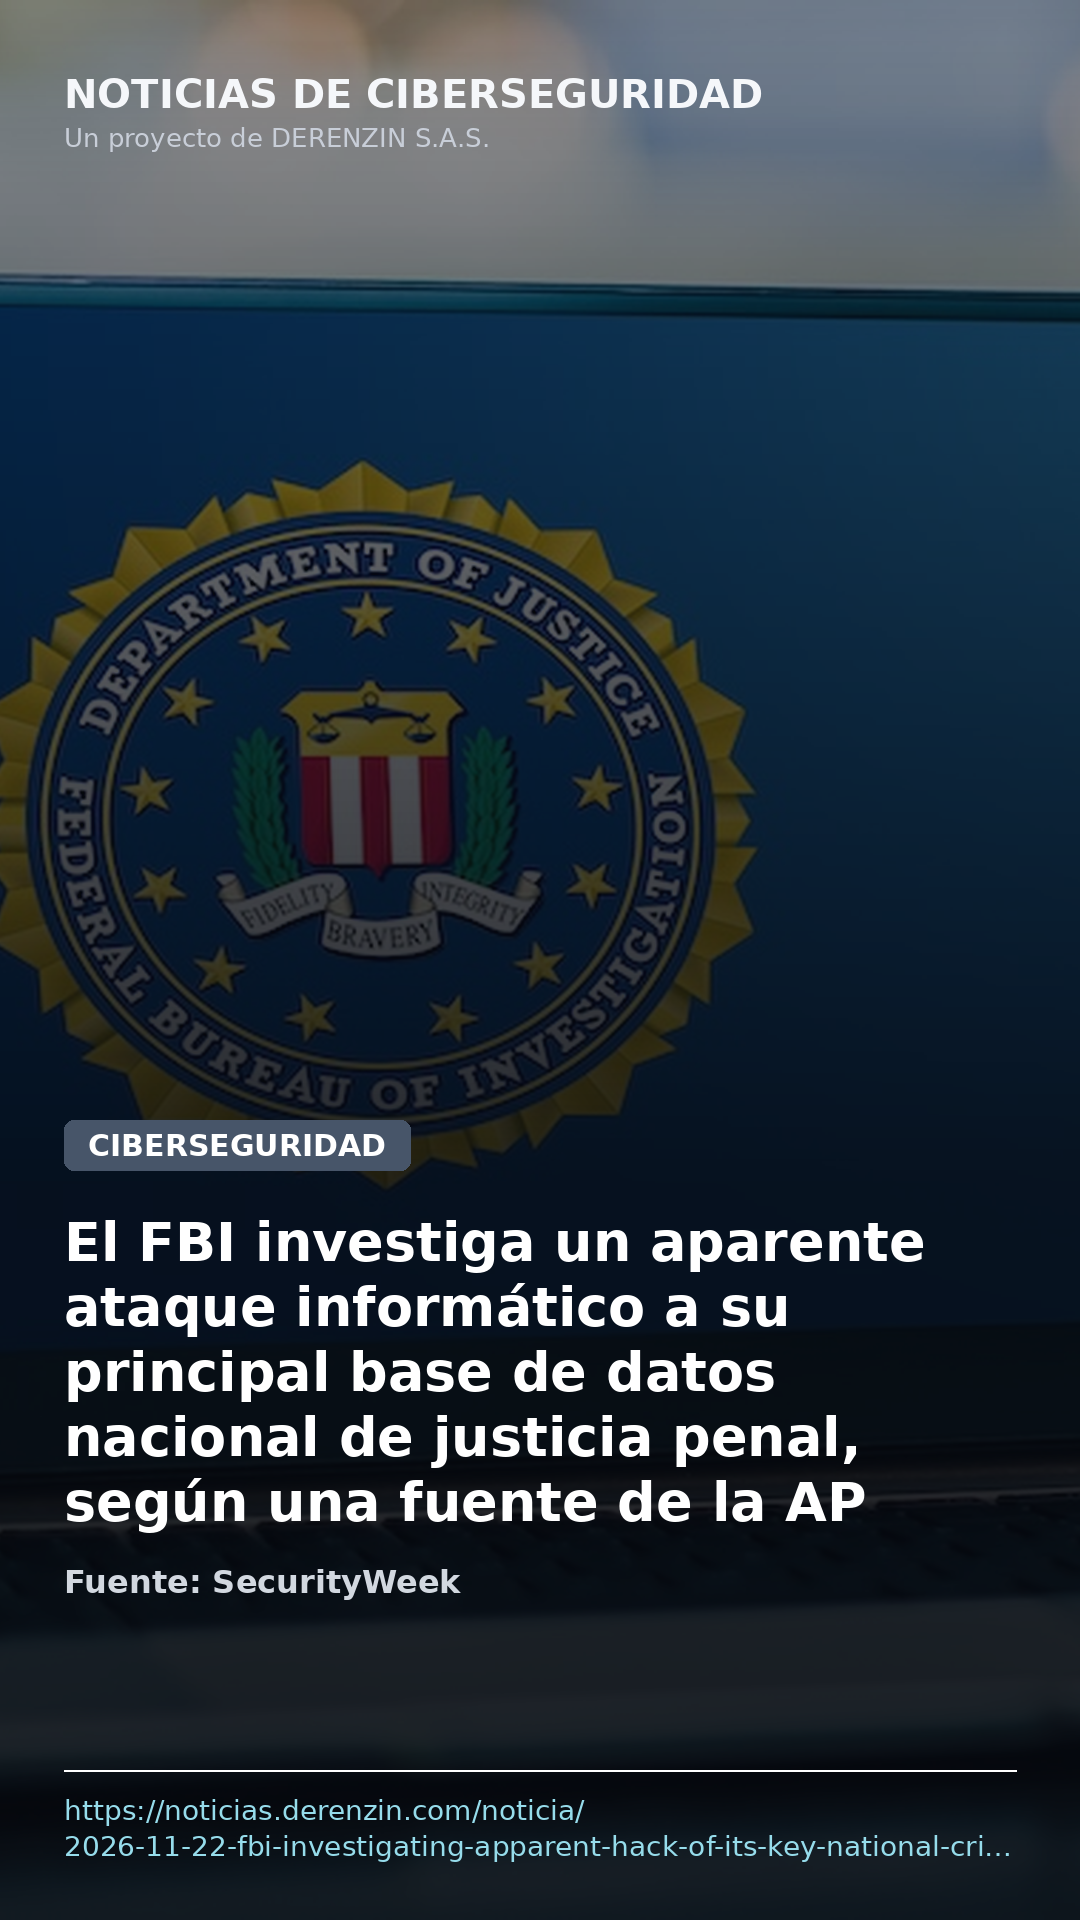 NOTICIAS DE CIBERSEGURIDAD
Un proyecto de DERENZIN S.A.S.
DEPARTMENT OF JUSTICE
FEDERAL BUREAU OF INVESTIGATION
FIDELITY
BRAVERY
INTEGRITY
CIBERSEGURIDAD
El FBI investiga un aparente
ataque informático a su
principal base de datos
nacional de justicia penal,
según una fuente de la AP
Fuente: SecurityWeek
https://noticias.derenzin.com/noticia/
2026-11-22-fbi-investigating-apparent-hack-of-its-key-national-cri...